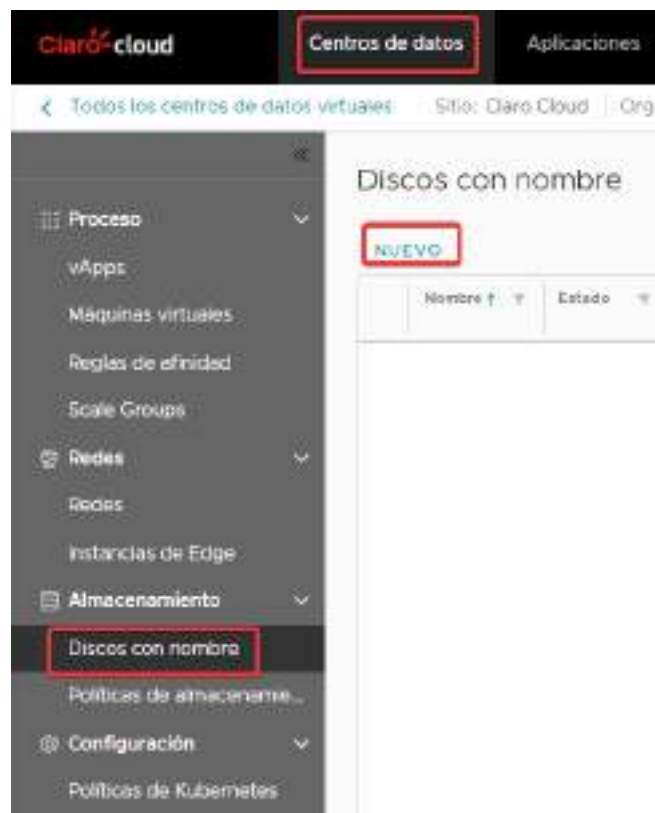 Claro-cloud
Centros de datos
Aplicaciones
Todos los centros de datos virtuales
Sitio: Claro Cloud
Org
Discos con nombre
NUEVO
Nombre
Estado
Proceso
vApps
Máquinas virtuales
Reglas de afinidad
Scale Groups
Redes
Redes
Instancias de Edge
Almacenamiento
Discos con nombre
Políticas de almacename...
Configuración
Políticas de Kubernetes